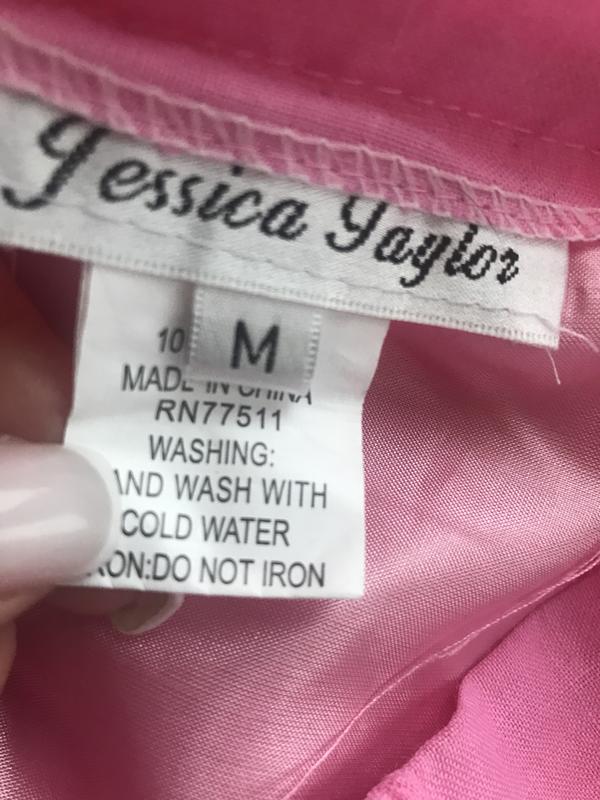 Jessica Taylor
M
10
MADE IN CHINA
RN77511
WASHING:
AND WASH WITH
COLD WATER
RON:DO NOT IRON